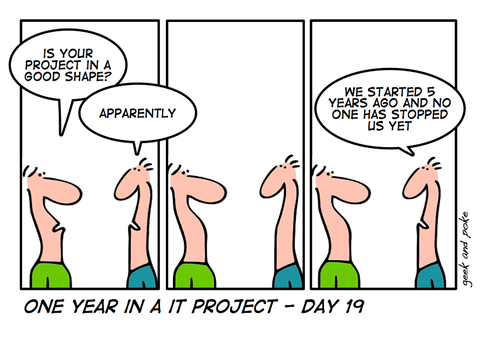 IS YOUR
PROJECT IN A
GOOD SHAPE?
APPARENTLY
WE STARTED 5
YEARS AGO AND NO
ONE HAS STOPPED
US YET
geek and poke
ONE YEAR IN A IT PROJECT - DAY 19